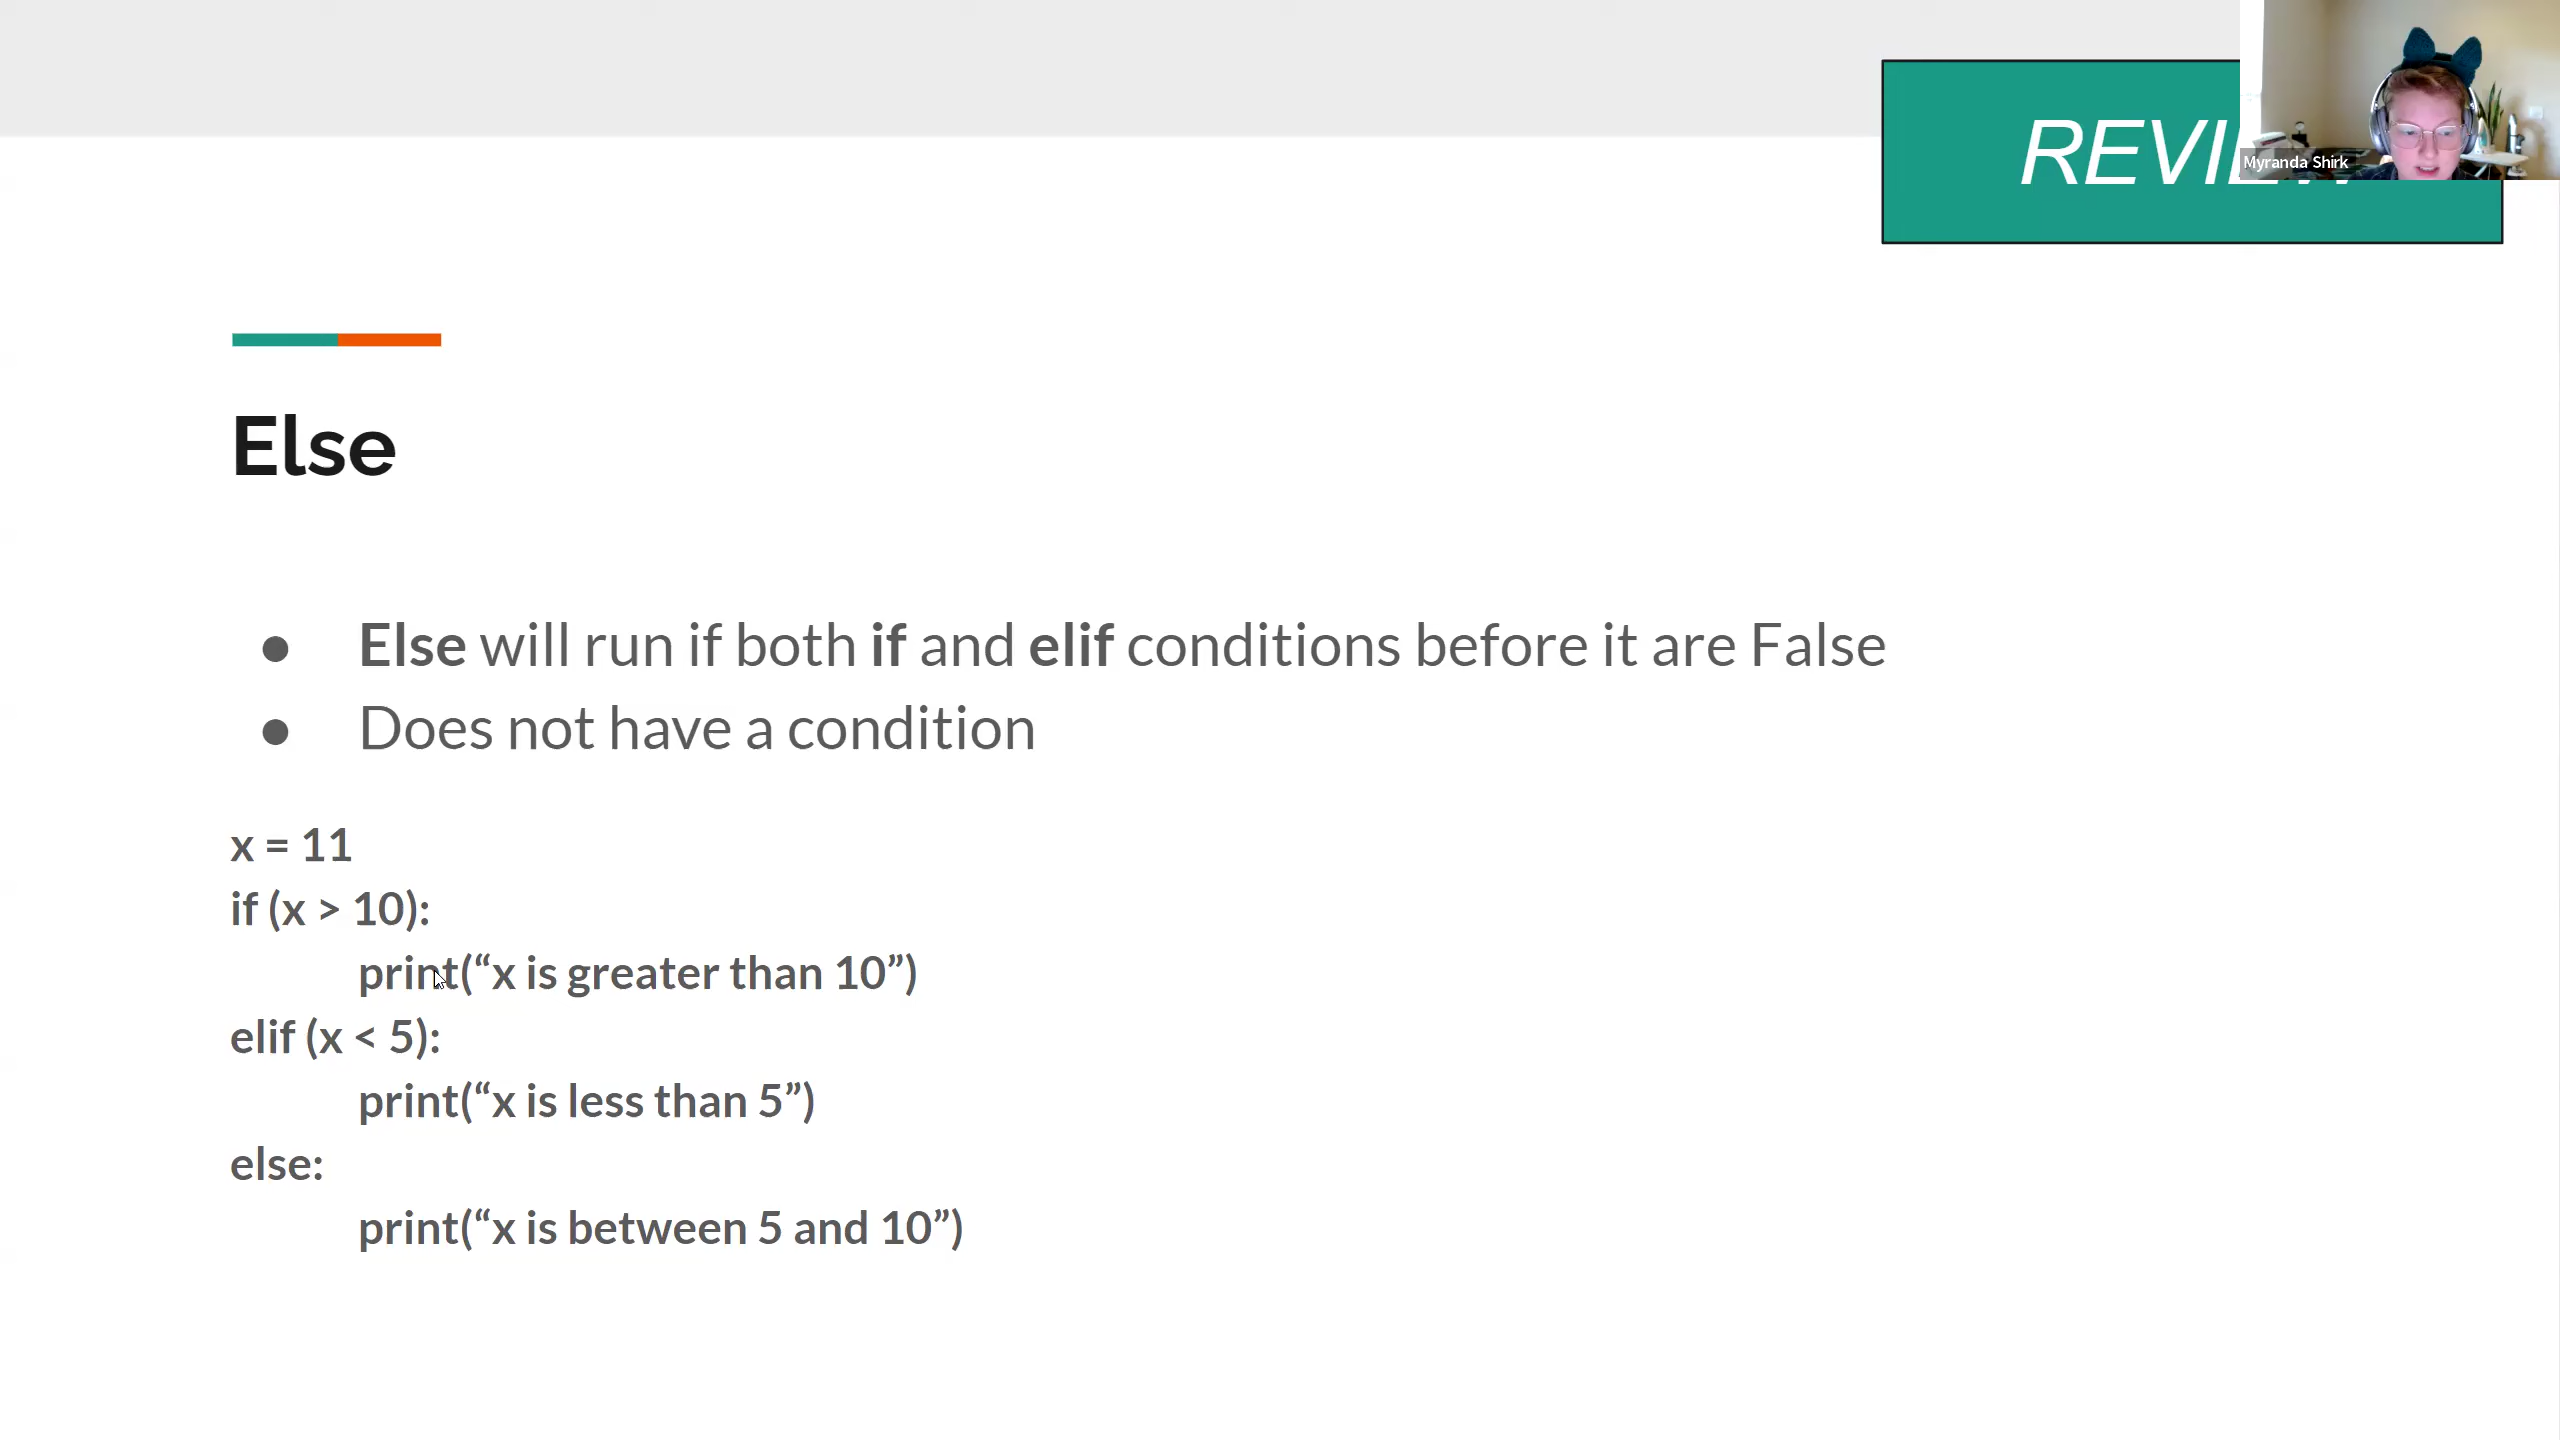 Myranda Shirk
Else
● Else will run if both if and elif conditions before it are False
● Does not have a condition
x = 11
if (x > 10):
print(“x is greater than 10”)
elif (x < 5):
print(“x is less than 5”)
else:
print(“x is between 5 and 10”)